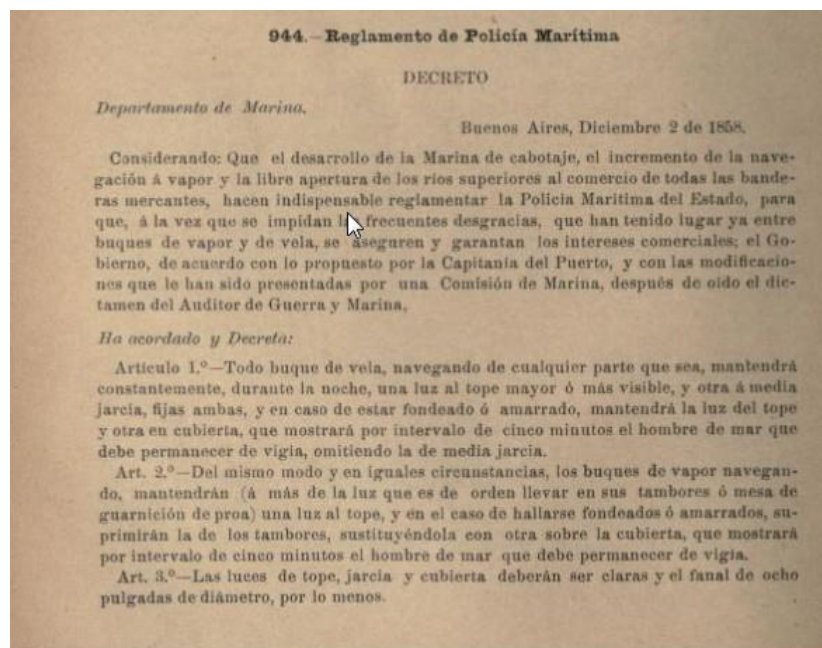 944.—Reglamento de Policía Marítima
DECRETO
Departamento de Marina.
Buenos Aires, Diciembre 2 de 1858.
Considerando: Que el desarrollo de la Marina de cabotaje, el incremento de la nave-
gación á vapor y la libre apertura de los ríos superiores al comercio de todas las bande-
ras mercantes, hacen indispensable reglamentar la Policía Marítima del Estado, para
que, á la vez que se impidan frecuentes desgracias, que han tenido lugar ya entre
buques de vapor y de vela, se aseguren y garantan los intereses comerciales; el Go-
bierno, de acuerdo con lo propuesto por la Capitanía del Puerto, y con las modificacio-
nes que le han sido presentadas por una Comisión de Marina, después de oido el dic-
tamen del Auditor de Guerra y Marina,
Ha acordado y Decreta:
Artículo 1.º—Todo buque de vela, navegando de cualquier parte que sea, mantendrá
constantemente, durante la noche, una luz al tope mayor ó más visible, y otra á media
jarcia, fijas ambas, y en caso de estar fondeado ó amarrado, mantendrá la luz del tope
y otra en cubierta, que mostrará por intervalo de cinco minutos el hombre de mar que
debe permanecer de vigía, omitiendo la de media jarcia.
Art. 2.º—Del mismo modo y en iguales circunstancias, los buques de vapor navegan-
do, mantendrán (á más de la luz que es de orden llevar en sus tambores ó mesa de
guarnición de proa) una luz al tope, y en el caso de hallarse fondeados ó amarrados, su-
primirán la de los tambores, sustituyéndola con otra sobre la cubierta, que mostrará
por intervalo de cinco minutos el hombre de mar que debe permanecer de vigía.
Art. 3.º—Las luces de tope, jarcia y cubierta deberán ser claras y el fanal de ocho
pulgadas de diámetro, por lo menos.